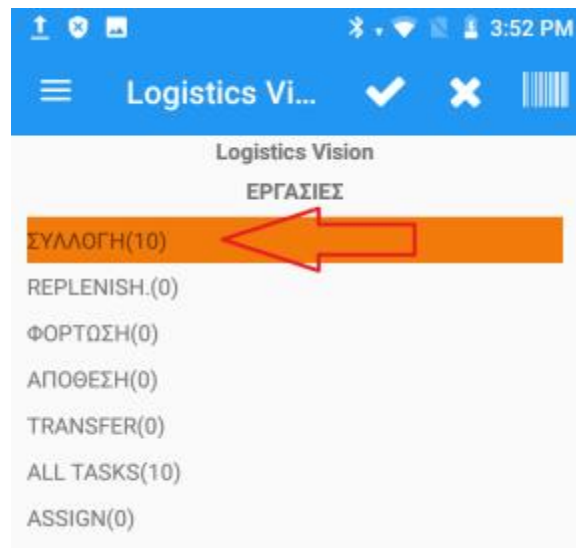 3:52 PM
Logistics Vi...
Logistics Vision
ΕΡΓΑΣΙΕΣ
ΣΥΛΛΟΓΗ(10)
REPLENISH.(0)
ΦΟΡΤΩΣΗ(0)
ΑΠΟΘΕΣΗ(0)
TRANSFER(0)
ALL TASKS(10)
ASSIGN(0)